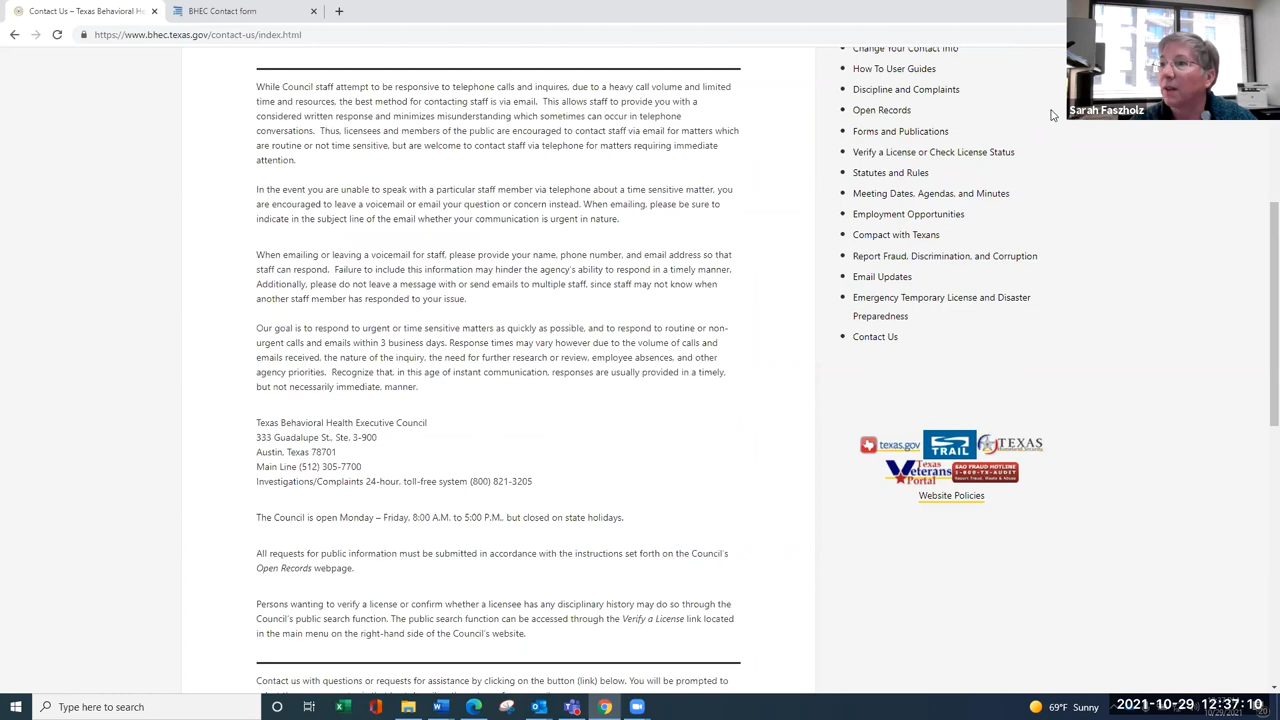 Contact Us – Texas Behavioral He
BHEC Contact form
https://www.bhec.texas.gov/contact-us/index.html
Sarah Faszholz
While Council staff attempt to be responsive to telephone calls and inquires, due to a heavy call volume and limited
time and resources, the best method for contacting staff is via email. This allows staff to provide you with a
considered written response and avoids misunderstanding which sometimes can occur in telephone
conversations. Thus, licensees and members of the public are encouraged to contact staff via email for matters which
are routine or not time sensitive, but are welcome to contact staff via telephone for matters requiring immediate
attention.
In the event you are unable to speak with a particular staff member via telephone about a time sensitive matter, you
are encouraged to leave a voicemail or email your question or concern instead. When emailing, please be sure to
indicate in the subject line of the email whether your communication is urgent in nature.
When emailing or leaving a voicemail for staff, please provide your name, phone number, and email address so that
staff can respond. Failure to include this information may hinder the agency's ability to respond in a timely manner.
Additionally, please do not leave a message with or send emails to multiple staff, since staff may not know when
another staff member has responded to your issue.
Our goal is to respond to urgent or time sensitive matters as quickly as possible, and to respond to routine or non-
urgent calls and emails within 3 business days. Response times may vary however due to the volume of calls and
emails received, the nature of the inquiry, the need for further research or review, employee absences, and other
agency priorities. Recognize that, in this age of instant communication, responses are usually provided in a timely,
but not necessarily immediate, manner.
Texas Behavioral Health Executive Council
333 Guadalupe St., Ste. 3-900
Austin, Texas 78701
Main Line (512) 305-7700
Investigations/Complaints 24-hour, toll-free system (800) 821-3205
The Council is open Monday – Friday, 8:00 A.M. to 5:00 P.M., but closed on state holidays.
All requests for public information must be submitted in accordance with the instructions set forth on the Council's
Open Records webpage.
Persons wanting to verify a license or confirm whether a licensee has any disciplinary history may do so through the
Council's public search function. The public search function can be accessed through the Verify a License link located
in the main menu on the right-hand side of the Council's website.
Contact us with questions or requests for assistance by clicking on the button (link) below. You will be prompted to
Change Your Contact Info
How To User Guides
Discipline and Complaints
Open Records
Forms and Publications
Verify a License or Check License Status
Statutes and Rules
Meeting Dates, Agendas, and Minutes
Employment Opportunities
Compact with Texans
Report Fraud, Discrimination, and Corruption
Email Updates
Emergency Temporary License and Disaster
Preparedness
Contact Us
texas.gov
TRAIL
TEXAS
Texas
Veterans
Portal
SAO FRAUD HOTLINE
1-800-TX-AUDIT
Report Fraud, Waste & Abuse
Website Policies
Type here to search
69°F Sunny
2021-10-29 12:37:10